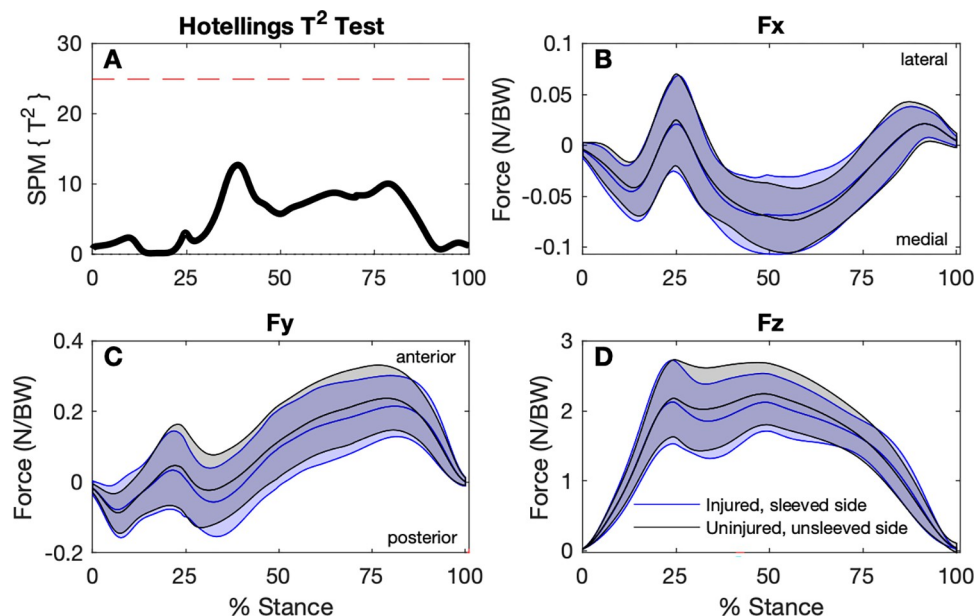 Hotellings T² Test
A
SPM { T² }
30
20
10
0
0 25 50 75 100
Fx
B
lateral
medial
Force (N/BW)
0.1
0.05
0
-0.05
-0.1
0 25 50 75 100
Fy
C
anterior
posterior
Force (N/BW)
0.4
0.2
0
-0.2
0 25 50 75 100
% Stance
Fz
D
Force (N/BW)
3
2
1
0
Injured, sleeved side
Uninjured, unsleeved side
0 25 50 75 100
% Stance